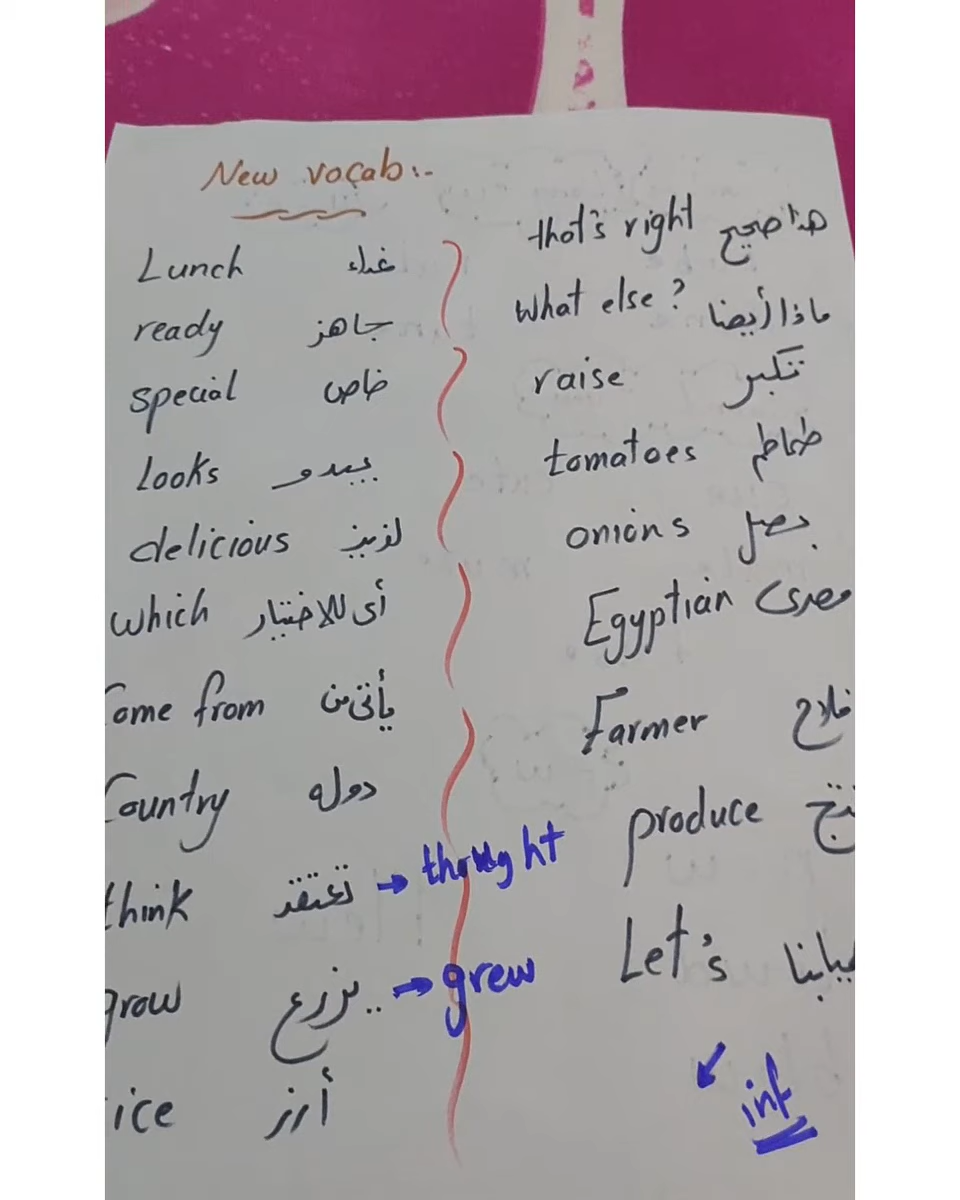 New vocab:-
Lunch غداء
ready جاهز
special خاص
Looks يبدو
delicious لذيذ
which أى للاختيار
Come from يأتى من
Country دوله
think تعتقد → thought
grow يزرع → grew
rice أرز
that's right هذا صحيح
what else ? ماذا أيضا
raise تكبر
tomatoes طماطم
onions بصل
Egyptian مصرى
Farmer فلاح
produce
Let's
inf